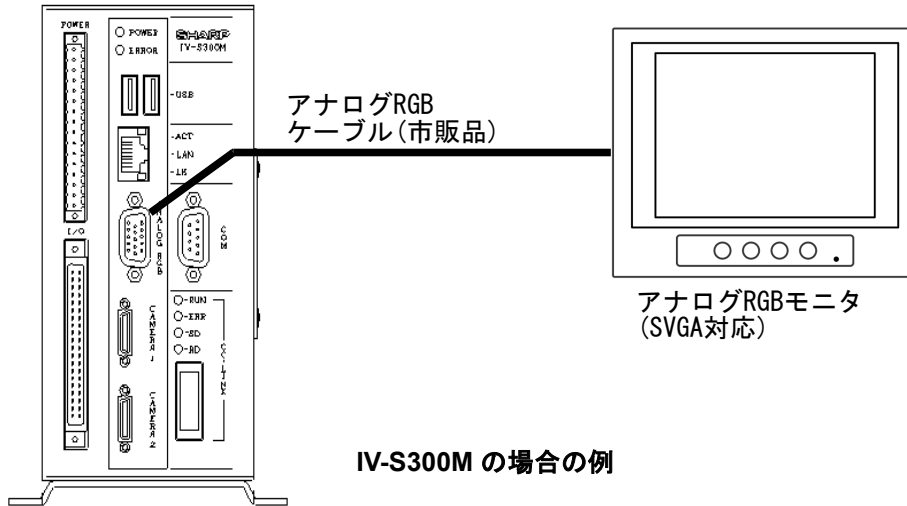 POWER
POWER
ERROR
SHARP
IV-S300M
USB
ACT
LAN
LK
I/O
ANALOG RGB
COM
CAMERA 1
CAMERA 2
RUN
ERR
SD
RD
CC-LINK
アナログRGB
ケーブル(市販品)
アナログRGBモニタ
(SVGA対応)
IV-S300M の場合の例